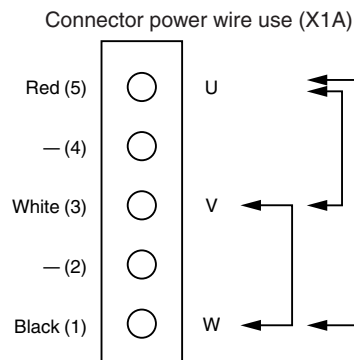 Connector power wire use (X1A)
Red (5) U
— (4)
White (3) V
— (2)
Black (1) W